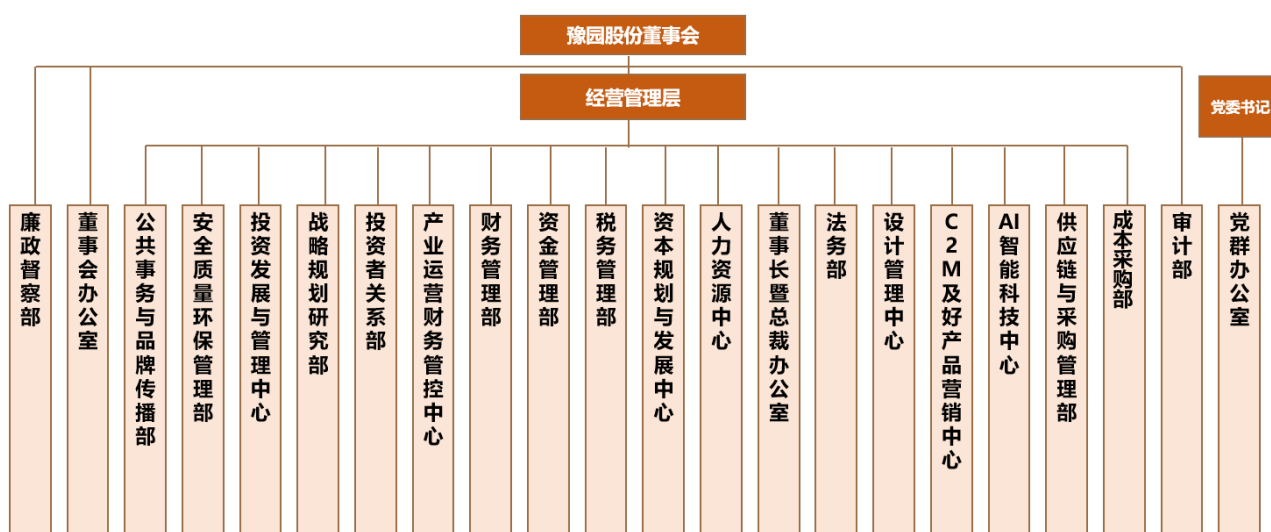 豫园股份董事会
经营管理层
党委书记
廉政督察部
董事会办公室
公共事务与品牌传播部
安全质量环保管理部
投资发展与管理中心
战略规划研究部
投资者关系部
产业运营财务管控中心
财务管理部
资金管理部
税务管理部
资本规划与发展中心
人力资源中心
董事长暨总裁办公室
法务部
设计管理中心
C2M及好产品营销中心
AI智能科技中心
供应链与采购管理部
成本采购部
审计部
党群办公室